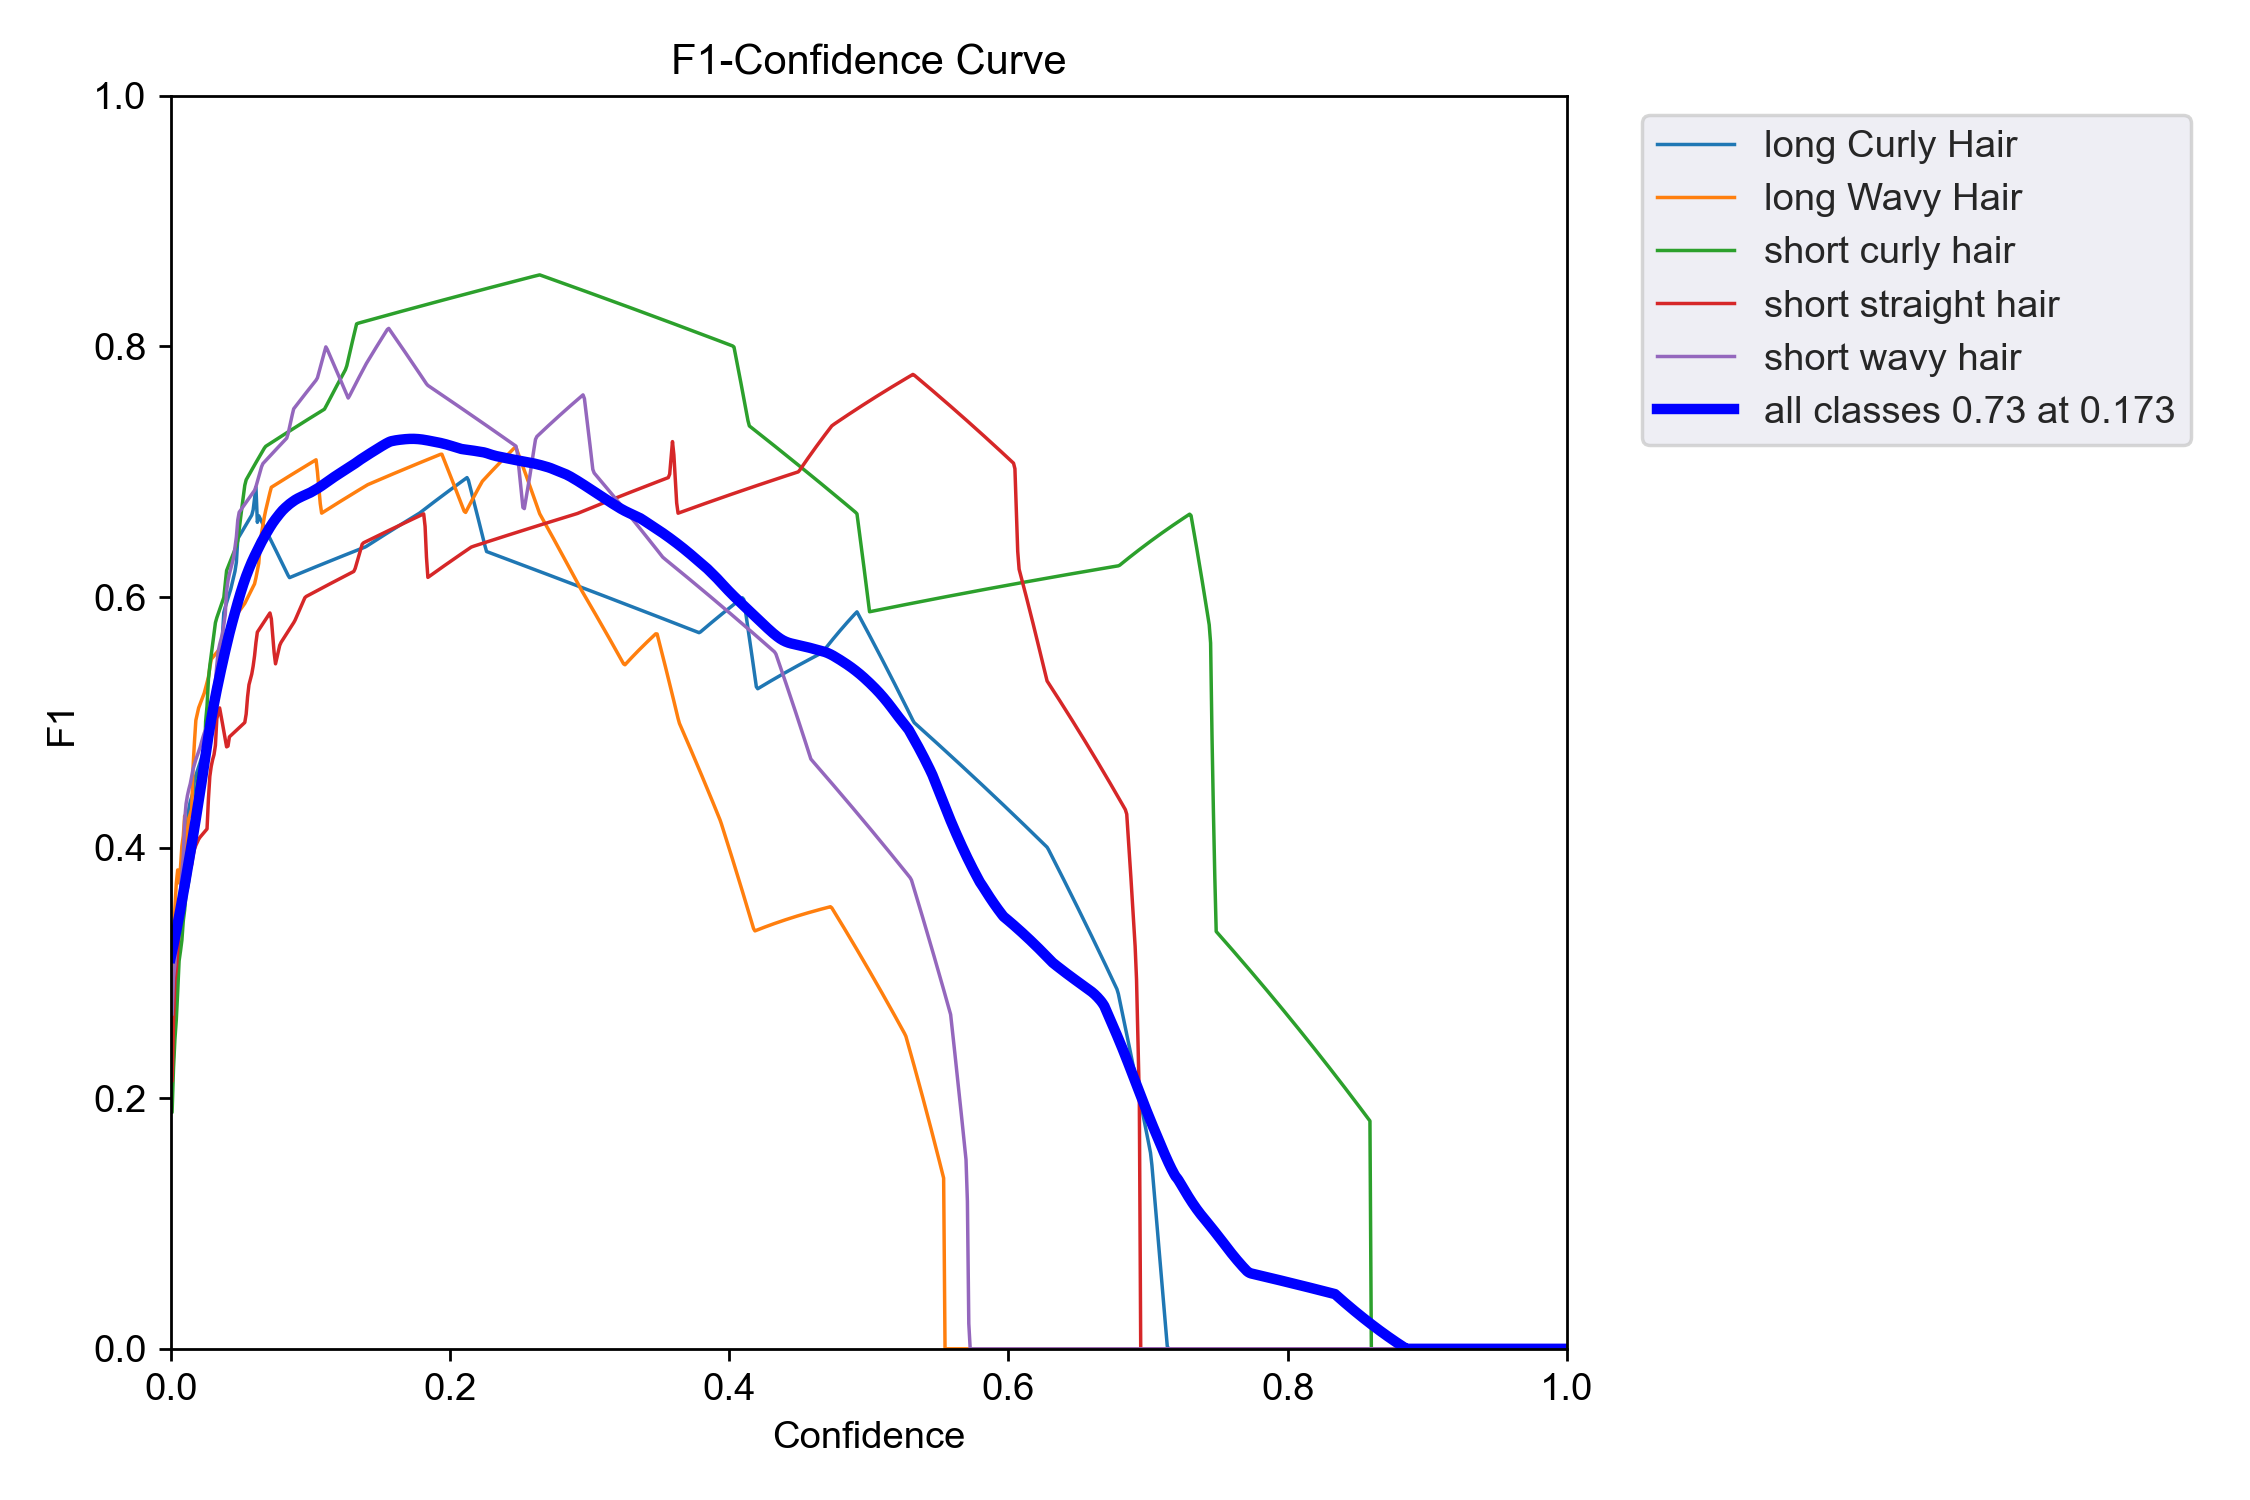 F1-Confidence Curve
1.0
0.8
0.6
0.4
0.2
0.0
F1
0.0 0.2 0.4 0.6 0.8 1.0
Confidence
long Curly Hair
long Wavy Hair
short curly hair
short straight hair
short wavy hair
all classes 0.73 at 0.173